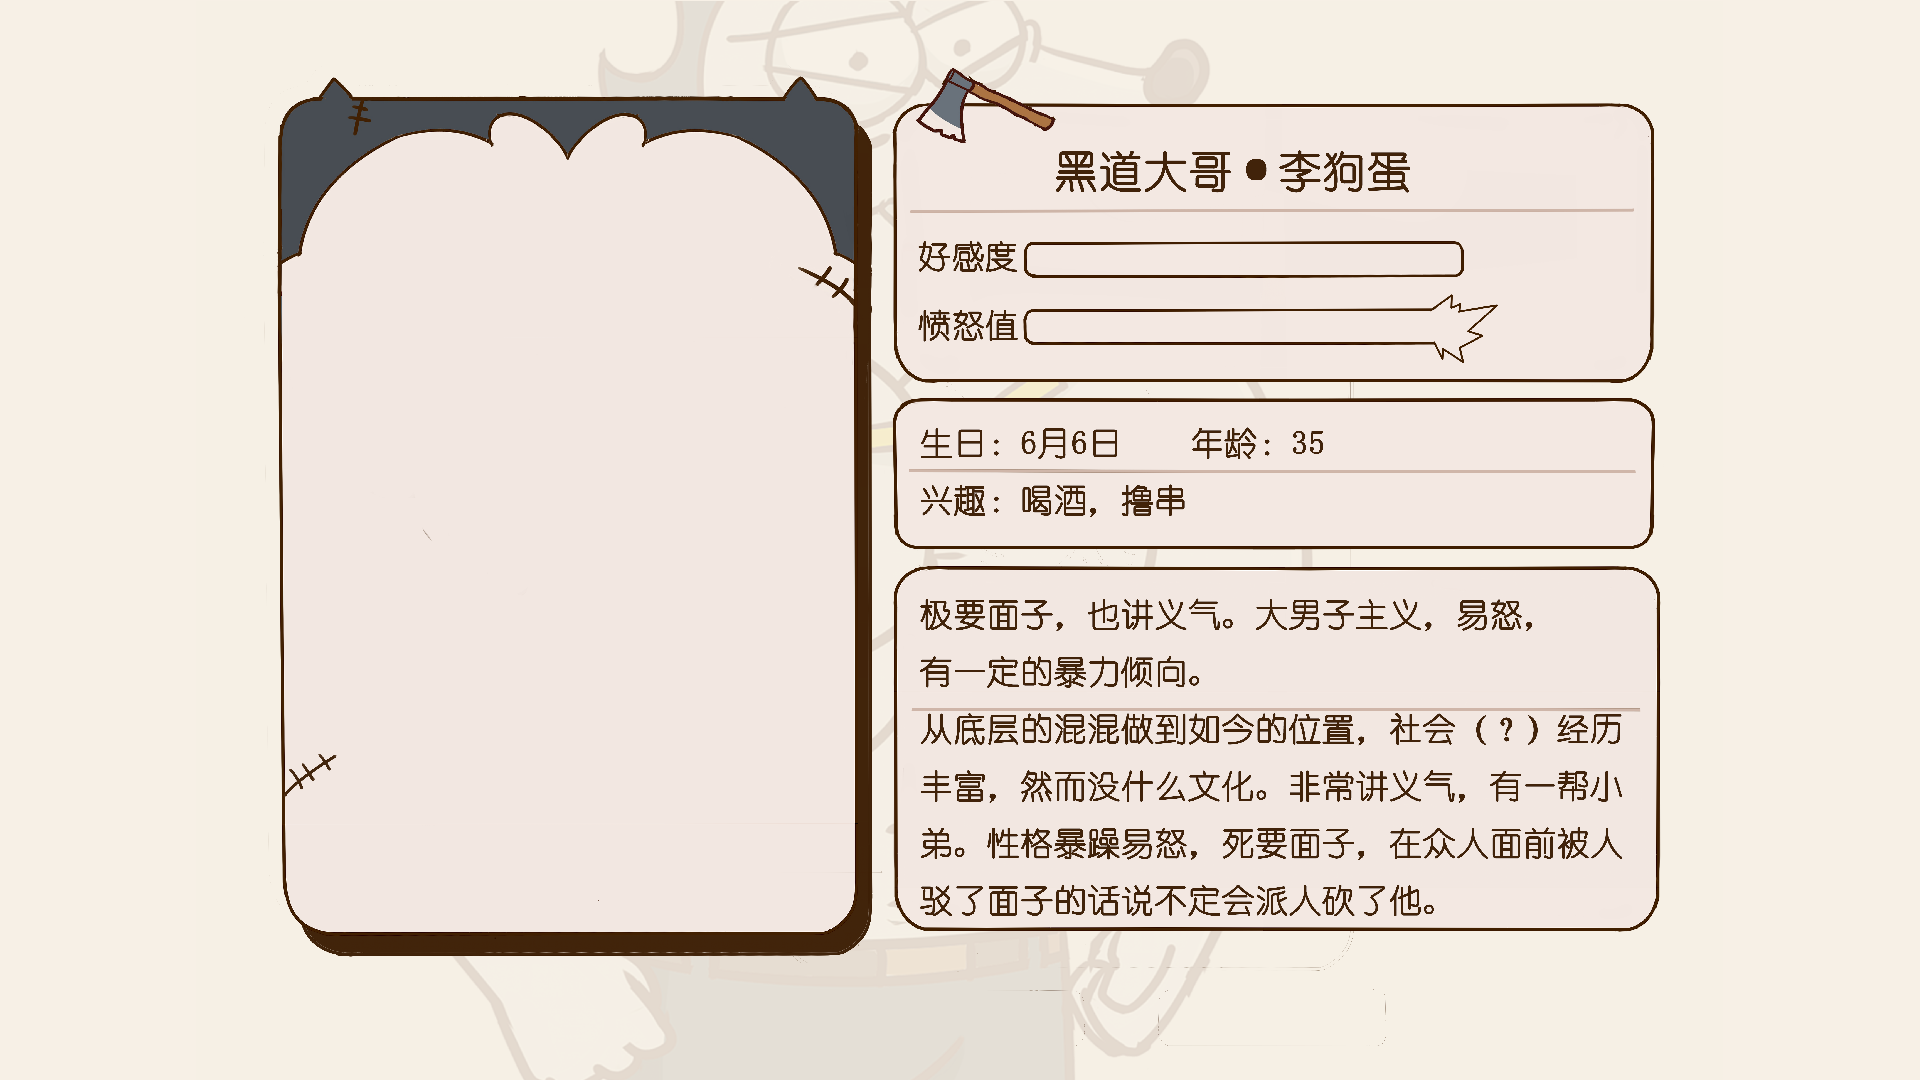 黑道大哥●李狗蛋
好感度
愤怒值
生日：6月6日 年龄：35
兴趣：喝酒，撸串
极要面子，也讲义气。大男子主义，易怒，
有一定的暴力倾向。
从底层的混混做到如今的位置，社会（？）经历
丰富，然而没什么文化。非常讲义气，有一帮小
弟。性格暴躁易怒，死要面子，在众人面前被人
驳了面子的话说不定会派人砍了他。